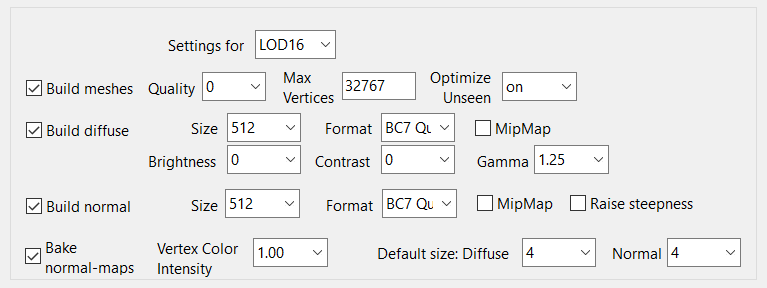 Settings for LOD16
Build meshes Quality 0 Max Vertices 32767 Optimize Unseen on
Build diffuse Size 512 Format BC7 Qu MipMap
Brightness 0 Contrast 0 Gamma 1.25
Build normal Size 512 Format BC7 Qu MipMap Raise steepness
Bake normal-maps Vertex Color Intensity 1.00 Default size: Diffuse 4 Normal 4